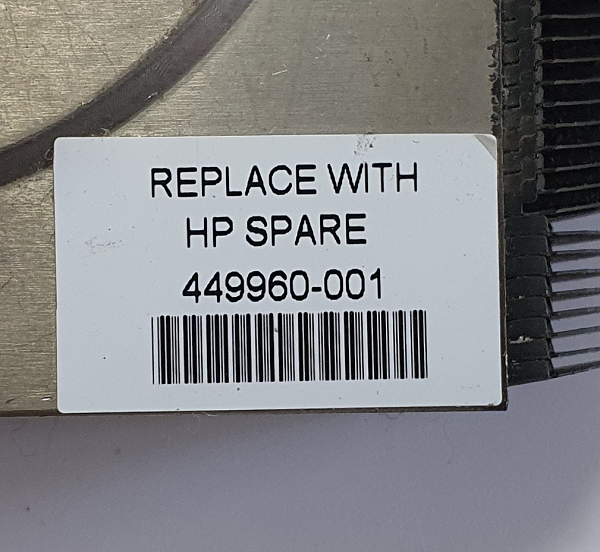 REPLACE WITH
HP SPARE
449960-001